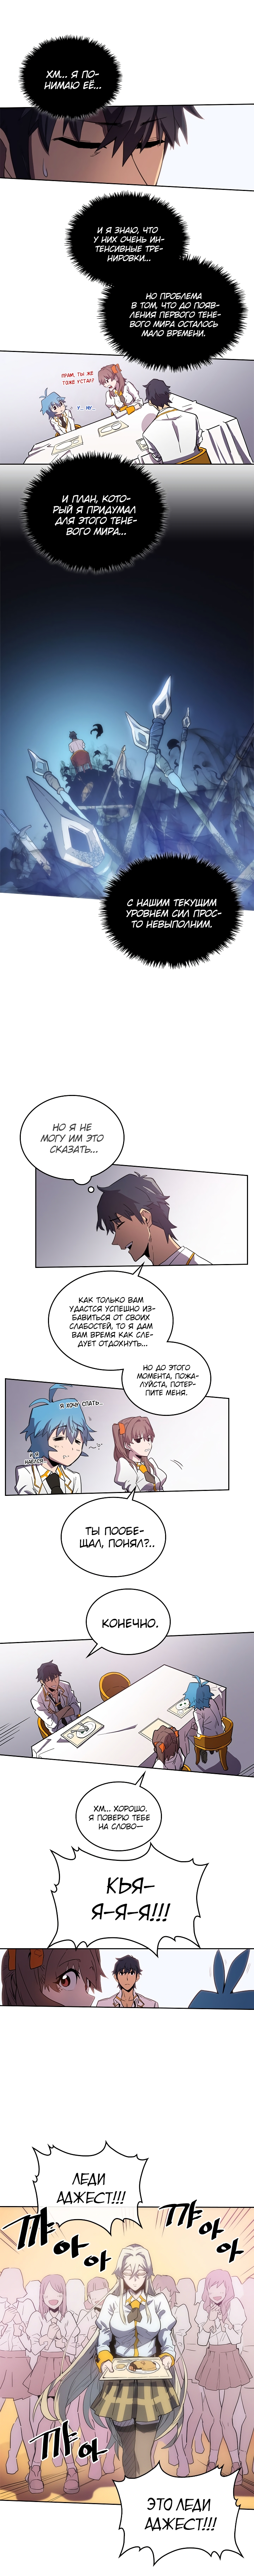 ХМ... Я ПО-
НИМАЮ ЕЁ...
И Я ЗНАЮ, ЧТО
У НИХ ОЧЕНЬ ИН-
ТЕНСИВНЫЕ ТРЕ-
НИРОВКИ...
НО ПРОБЛЕМА
В ТОМ, ЧТО ДО ПОЯВ-
ЛЕНИЯ ПЕРВОГО ТЕНЕ-
ВОГО МИРА ОСТАЛОСЬ
МАЛО ВРЕМЕНИ.
ПРАМ, ТЫ ЖЕ
ТОЖЕ УСТАЛ?
И ПЛАН, КОТО-
РЫЙ Я ПРИДУМАЛ
ДЛЯ ЭТОГО ТЕНЕ-
ВОГО МИРА...
С НАШИМ ТЕКУЩИМ
УРОВНЕМ СИЛ ПРОС-
ТО НЕВЫПОЛНИМ.
НО Я НЕ
МОГУ ИМ ЭТО
СКАЗАТЬ...
КАК ТОЛЬКО ВАМ
УДАСТСЯ УСПЕШНО ИЗ-
БАВИТЬСЯ ОТ СВОИХ
СЛАБОСТЕЙ, ТО Я ДАМ
ВАМ ВРЕМЯ КАК СЛЕ-
ДУЕТ ОТДОХНУТЬ...
НО ДО ЭТОГО
МОМЕНТА, ПОЖА-
ЛУЙСТА, ПОТЕР-
ПИТЕ МЕНЯ.
Я ХОЧУ СПАТЬ...
ТЫ ПООБЕ-
ЩАЛ, ПОНЯЛ?..
КОНЕЧНО.
ХМ... ХОРОШО.
Я ПОВЕРЮ ТЕБЕ
НА СЛОВО—
КЬЯ-
Я-Я-Я!!!
ЛЕДИ
АДЖЕСТ!!!
꺄아아
꺄아아
꺄아
ЭТО ЛЕДИ
АДЖЕСТ!!!